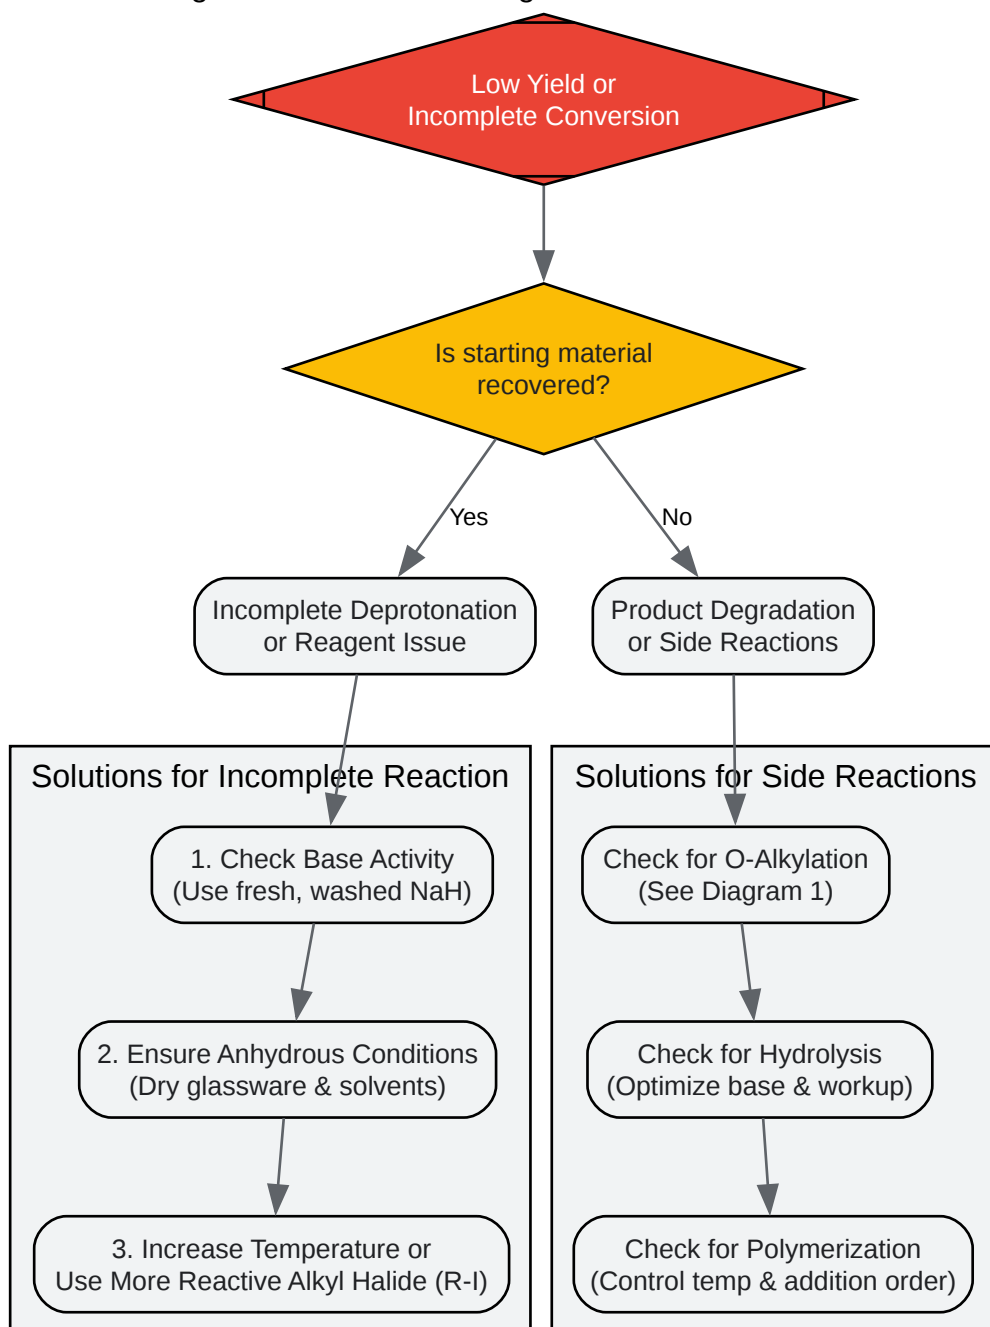 Low Yield or
Incomplete Conversion
Is starting material
recovered?
Yes
No
Incomplete Deprotonation
or Reagent Issue
Product Degradation
or Side Reactions
Solutions for Incomplete Reaction
1. Check Base Activity
(Use fresh, washed NaH)
2. Ensure Anhydrous Conditions
(Dry glassware & solvents)
3. Increase Temperature or
Use More Reactive Alkyl Halide (R-I)
Solutions for Side Reactions
Check for O-Alkylation
(See Diagram 1)
Check for Hydrolysis
(Optimize base & workup)
Check for Polymerization
(Control temp & addition order)